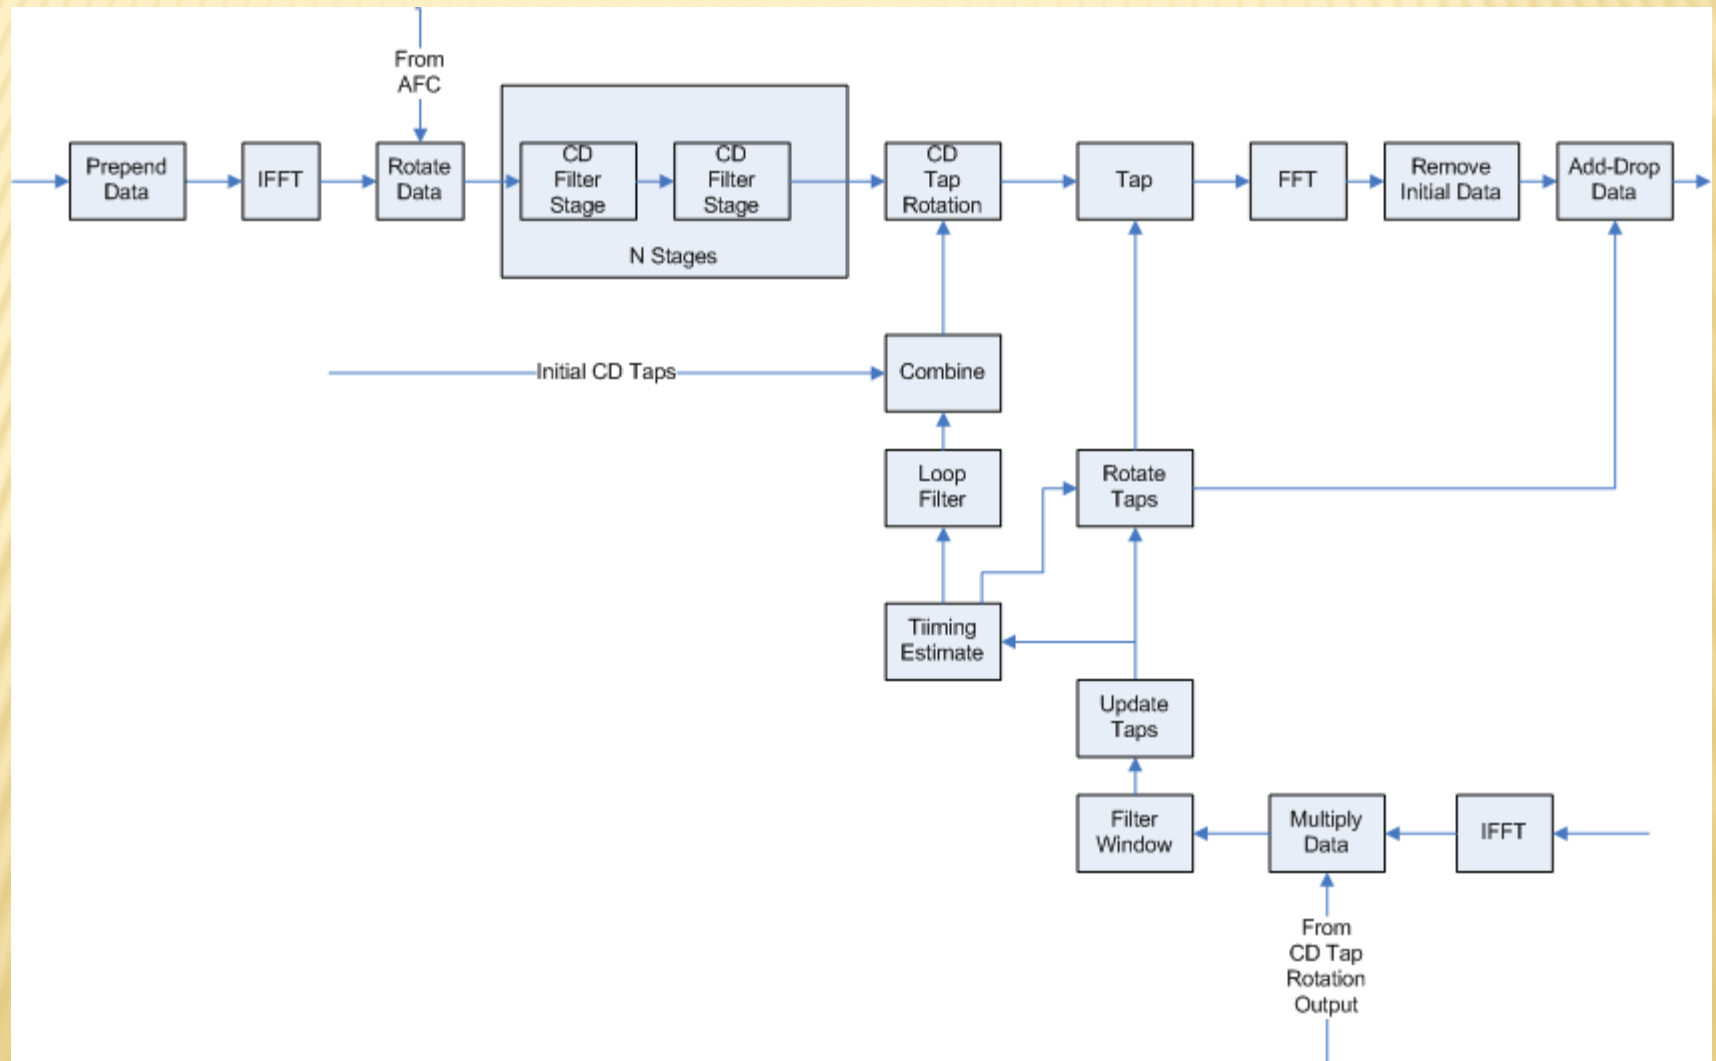 From
AFC
Prepend
Data
IFFT
Rotate
Data
CD
Filter
Stage
CD
Filter
Stage
N Stages
CD
Tap
Rotation
Tap
FFT
Remove
Initial Data
Add-Drop
Data
Initial CD Taps
Combine
Loop
Filter
Rotate
Taps
Tiiming
Estimate
Update
Taps
Filter
Window
Multiply
Data
IFFT
From
CD Tap
Rotation
Output